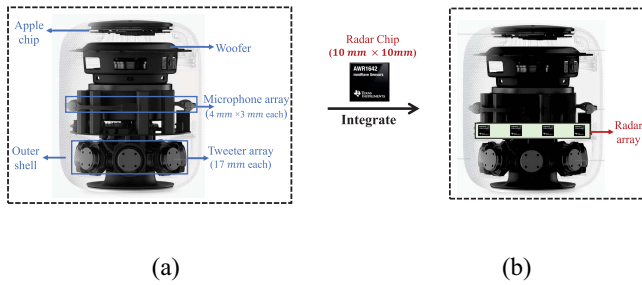 Apple
chip
Woofer
Microphone array
(4 mm ×3 mm each)
Outer
shell
Tweeter array
(17 mm each)
Radar Chip
(10 mm × 10mm)
AWR1642
mmWave Sensors
TEXAS
INSTRUMENTS
Integrate
Radar
array
(a)
(b)